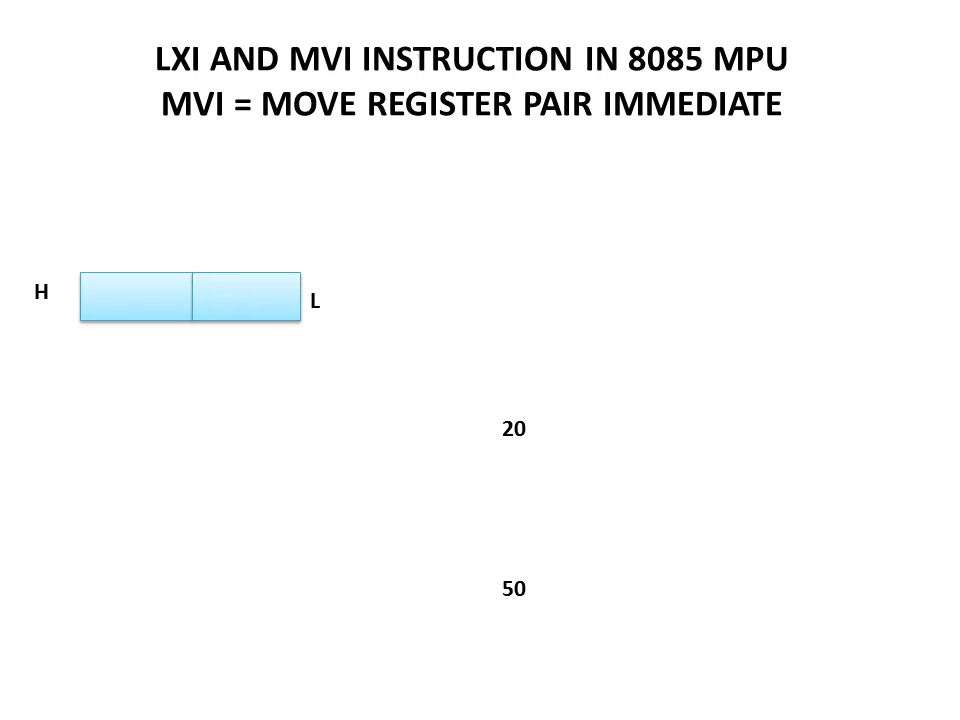 LXI AND MVI INSTRUCTION IN 8085 MPU
MVI = MOVE REGISTER PAIR IMMEDIATE
H
L
20
50